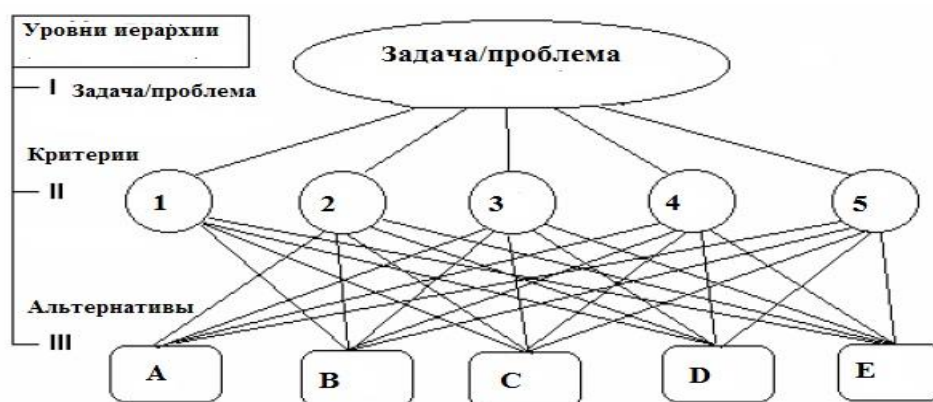 Уровни иерархии
Задача/проблема
I Задача/проблема
Критерии
II
1 2 3 4 5
Альтернативы
III
A B C D E